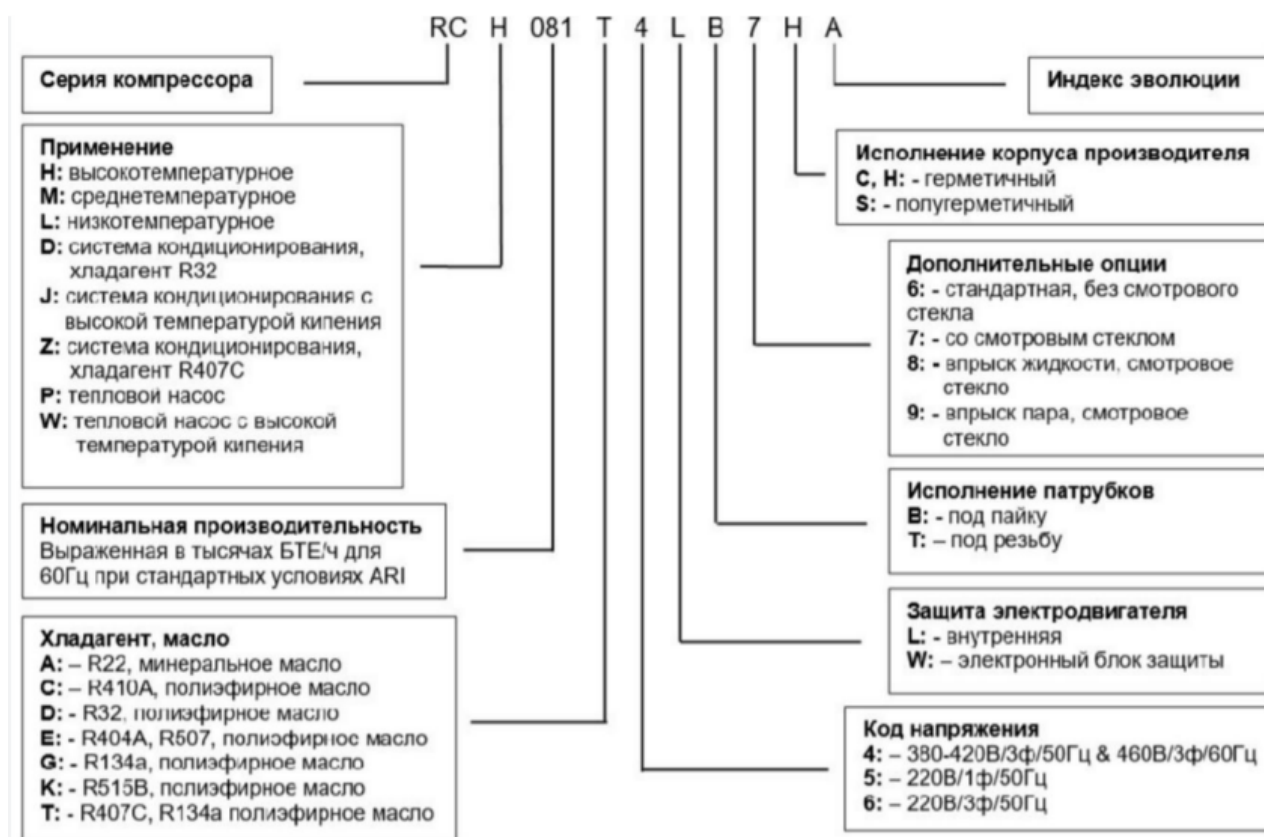 RC H 081 T 4 L B 7 H A
Серия компрессора
Применение
H: высокотемпературное
M: среднетемпературное
L: низкотемпературное
D: система кондиционирования,
хладагент R32
J: система кондиционирования с
высокой температурой кипения
Z: система кондиционирования,
хладагент R407C
P: тепловой насос
W: тепловой насос с высокой
температурой кипения
Номинальная производительность
Выраженная в тысячах БТЕ/ч для
60Гц при стандартных условиях ARI
Хладагент, масло
A: – R22, минеральное масло
C: – R410A, полиэфирное масло
D: - R32, полиэфирное масло
E: - R404A, R507, полиэфирное масло
G: - R134a, полиэфирное масло
K: - R515B, полиэфирное масло
T: - R407C, R134a полиэфирное масло
Индекс эволюции
Исполнение корпуса производителя
C, H: - герметичный
S: - полугерметичный
Дополнительные опции
6: - стандартная, без смотрового
стекла
7: - со смотровым стеклом
8: - впрыск жидкости, смотровое
стекло
9: - впрыск пара, смотровое
стекло
Исполнение патрубков
B: - под пайку
T: – под резьбу
Защита электродвигателя
L: - внутренняя
W: – электронный блок защиты
Код напряжения
4: – 380-420В/3ф/50Гц & 460В/3ф/60Гц
5: – 220В/1ф/50Гц
6: – 220В/3ф/50Гц